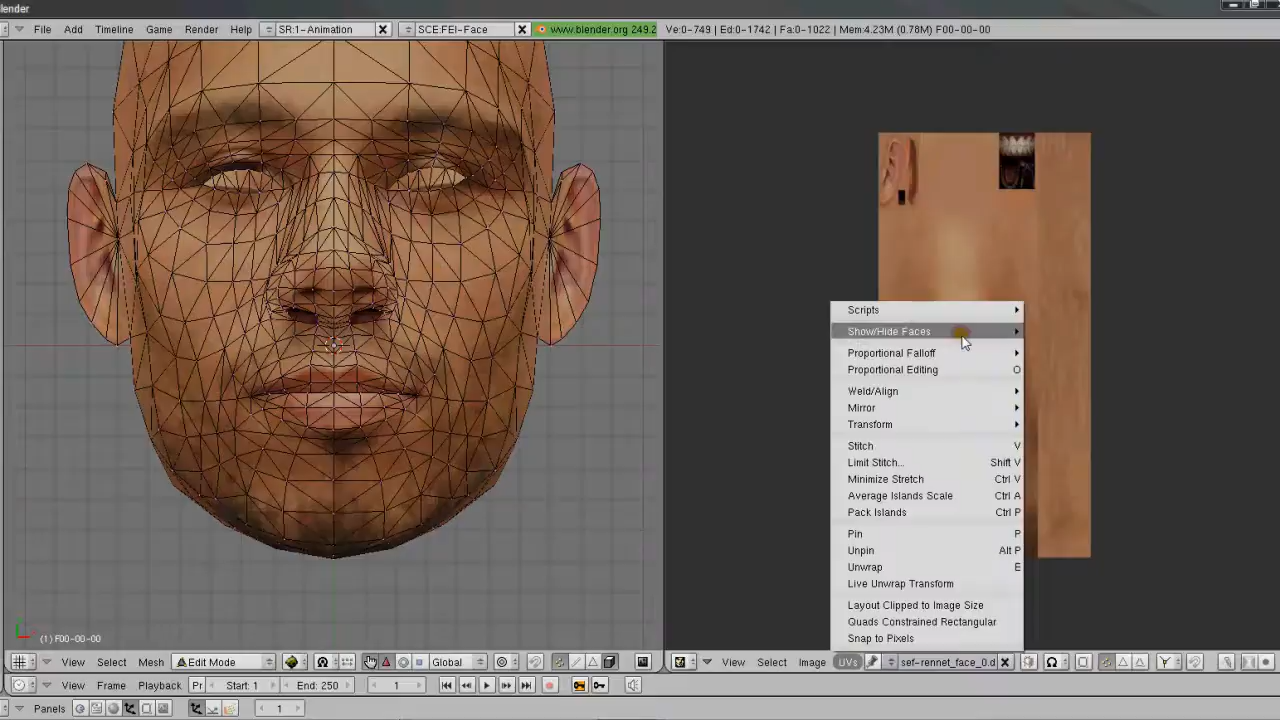 lender
File Add Timeline Game Render Help SR:1-Animation SCE:FEI-Face www.blender.org 249.2 Ve:0-749 | Ed:0-1742 | Fa:0-1022 | Mem:4.23M (0.78M) F00-00-00
Scripts
Show/Hide Faces
Proportional Falloff
Proportional Editing O
Weld/Align
Mirror
Transform
Stitch V
Limit Stitch... Shift V
Minimize Stretch Ctrl V
Average Islands Scale Ctrl A
Pack Islands Ctrl P
Pin P
Unpin Alt P
Unwrap E
Live Unwrap Transform
Layout Clipped to Image Size
Quads Constrained Rectangular
Snap to Pixels
(1) F00-00-00
View Select Mesh Edit Mode Global View Select Image UVs sef-rennet_face_0.d
View Frame Playback Pr Start: 1 End: 250 1
Panels 1